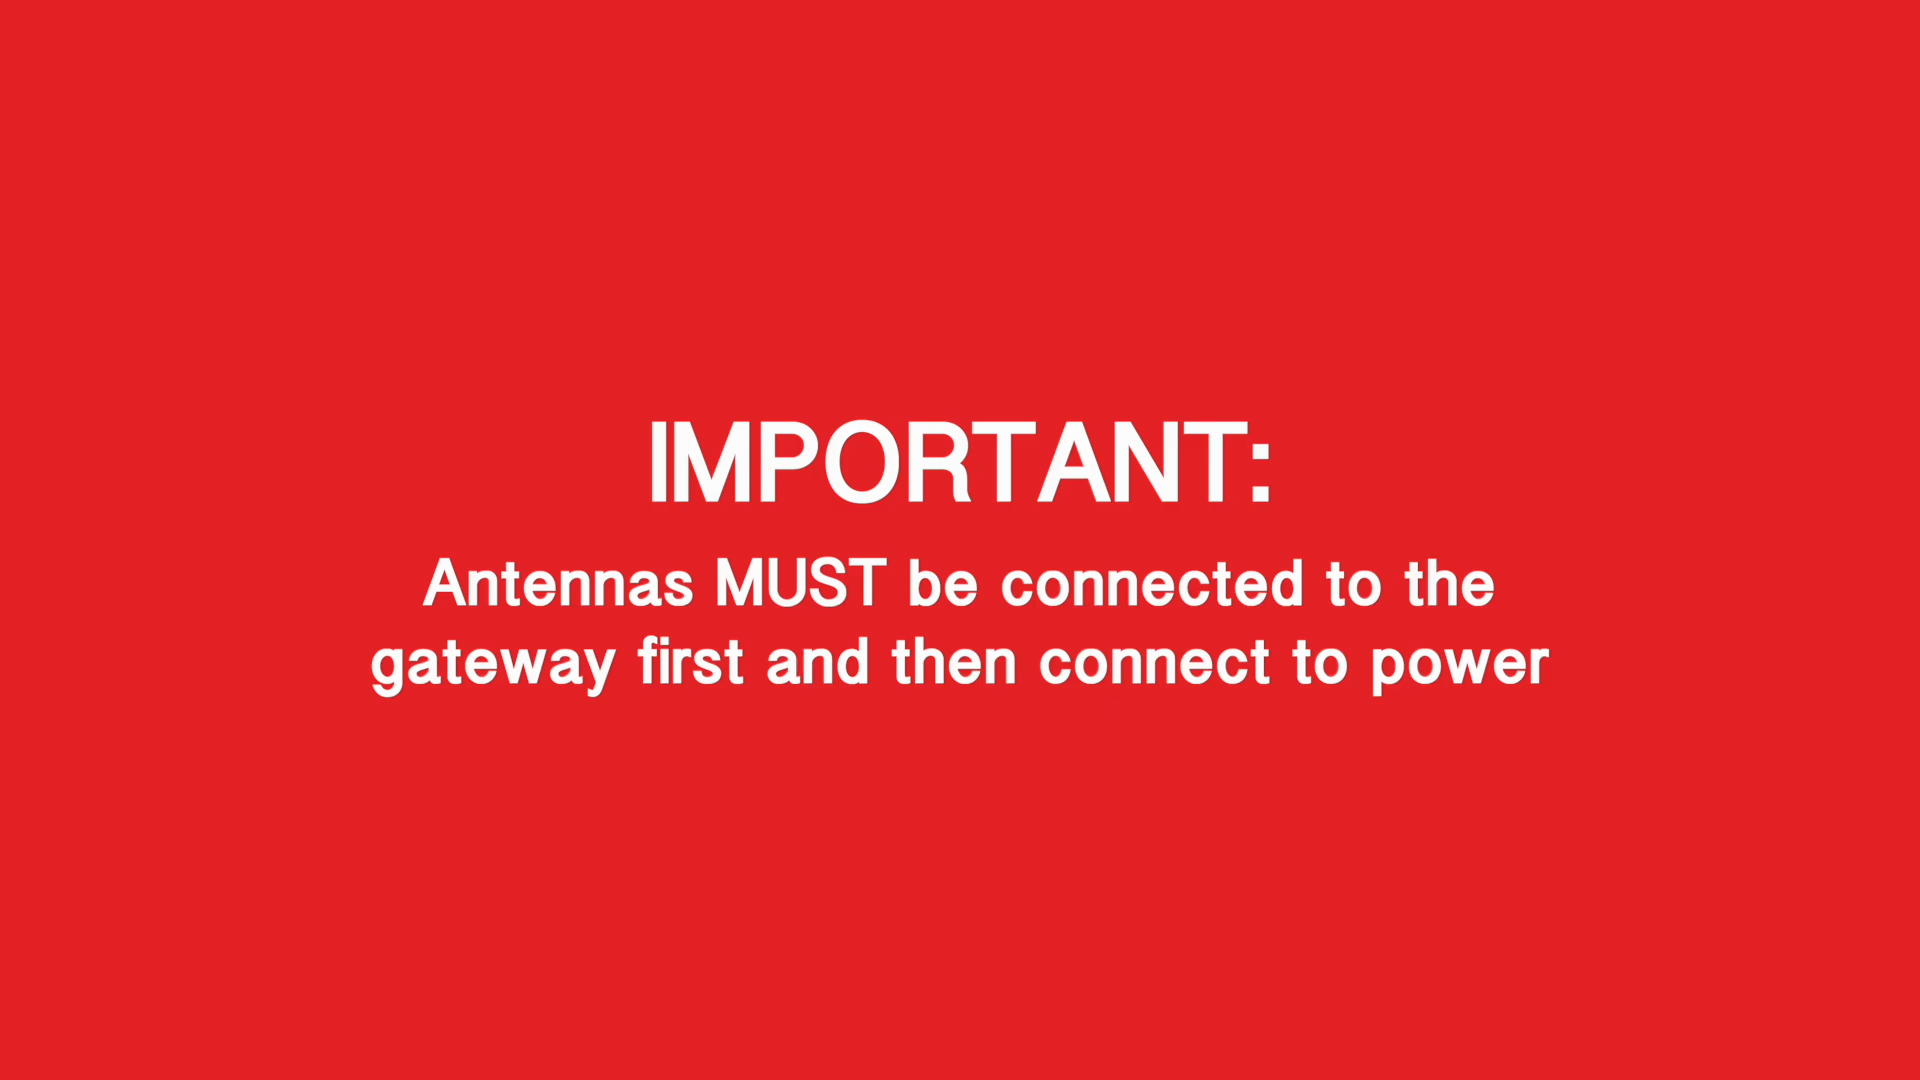 IMPORTANT:
Antennas MUST be connected to the
gateway first and then connect to power